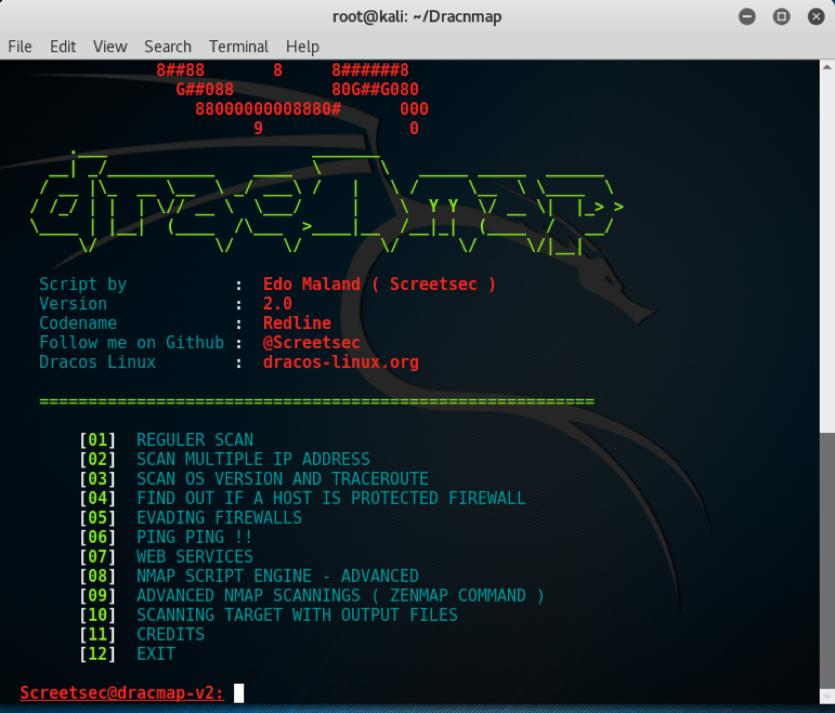 root@kali: ~/Dracnmap
File Edit View Search Terminal Help
8##88 8 8######8
G##088 80G##G080
88000000008880# 000
9 0
dracnmap
Script by : Edo Maland ( Screetsec )
Version : 2.0
Codename : Redline
Follow me on Github : @Screetsec
Dracos Linux : dracos-linux.org
=========================================================
[01] REGULER SCAN
[02] SCAN MULTIPLE IP ADDRESS
[03] SCAN OS VERSION AND TRACEROUTE
[04] FIND OUT IF A HOST IS PROTECTED FIREWALL
[05] EVADING FIREWALLS
[06] PING PING !!
[07] WEB SERVICES
[08] NMAP SCRIPT ENGINE - ADVANCED
[09] ADVANCED NMAP SCANNINGS ( ZENMAP COMMAND )
[10] SCANNING TARGET WITH OUTPUT FILES
[11] CREDITS
[12] EXIT
Screetsec@dracmap-v2: